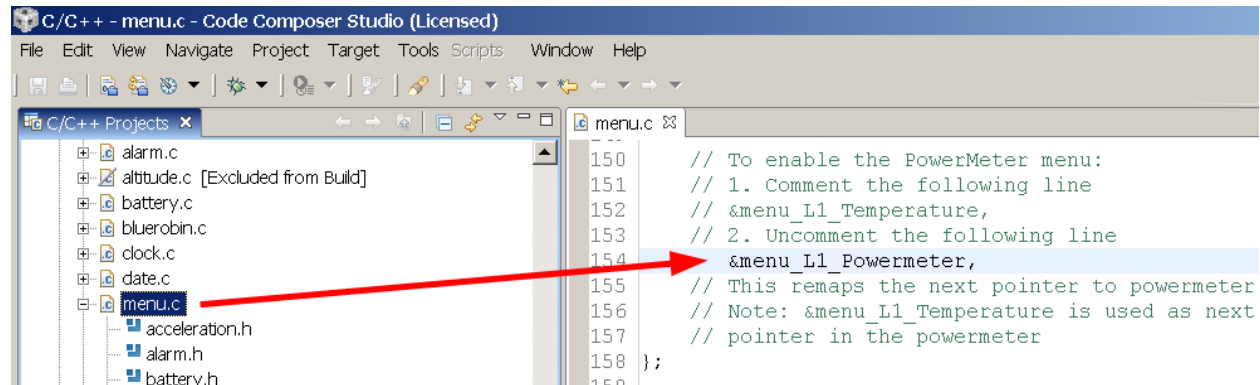 C/C++ - menu.c - Code Composer Studio (Licensed)
File Edit View Navigate Project Target Tools Scripts Window Help
C/C++ Projects
alarm.c
altitude.c [Excluded from Build]
battery.c
bluerobin.c
clock.c
date.c
menu.c
acceleration.h
alarm.h
battery.h
menu.c
150 // To enable the PowerMeter menu:
151 // 1. Comment the following line
152 // &menu_L1_Temperature,
153 // 2. Uncomment the following line
154 &menu_L1_Powermeter,
155 // This remaps the next pointer to powermeter
156 // Note: &menu_L1_Temperature is used as next
157 // pointer in the powermeter
158 };